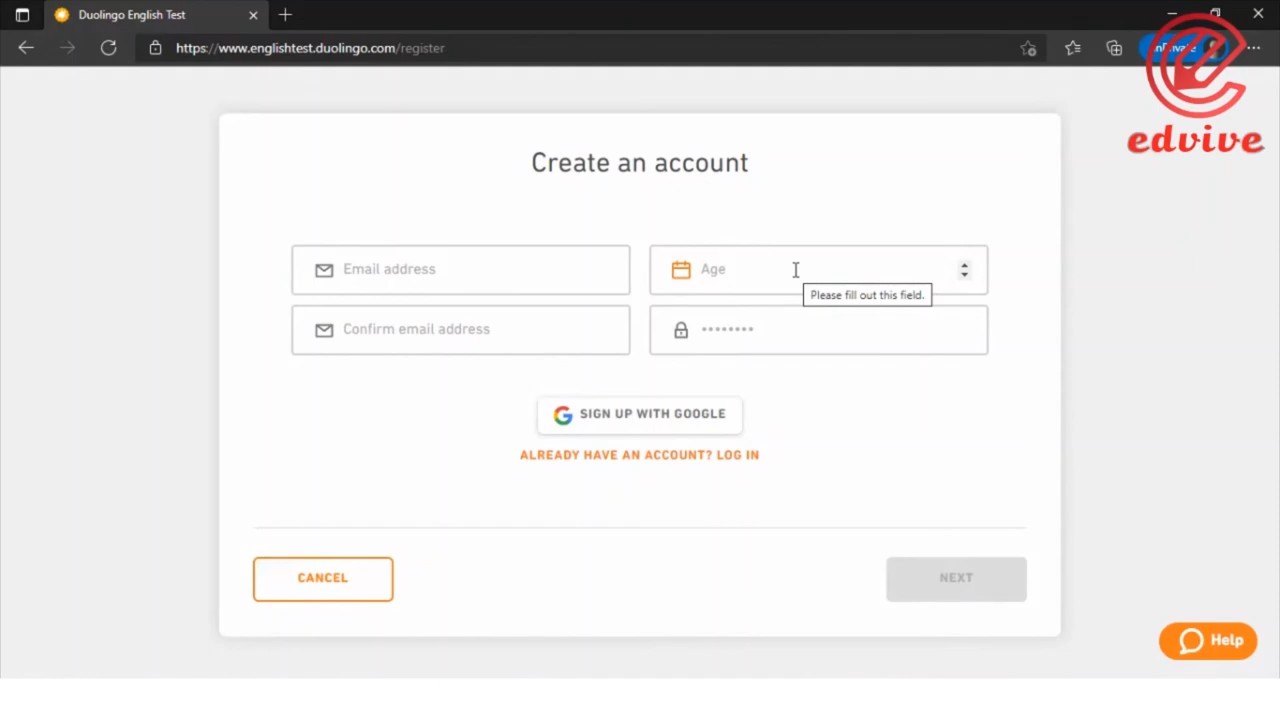 Duolingo English Test
https://www.englishtest.duolingo.com/register
edvive
Create an account
Email address
Age
Please fill out this field.
Confirm email address
SIGN UP WITH GOOGLE
ALREADY HAVE AN ACCOUNT? LOG IN
CANCEL
NEXT
Help